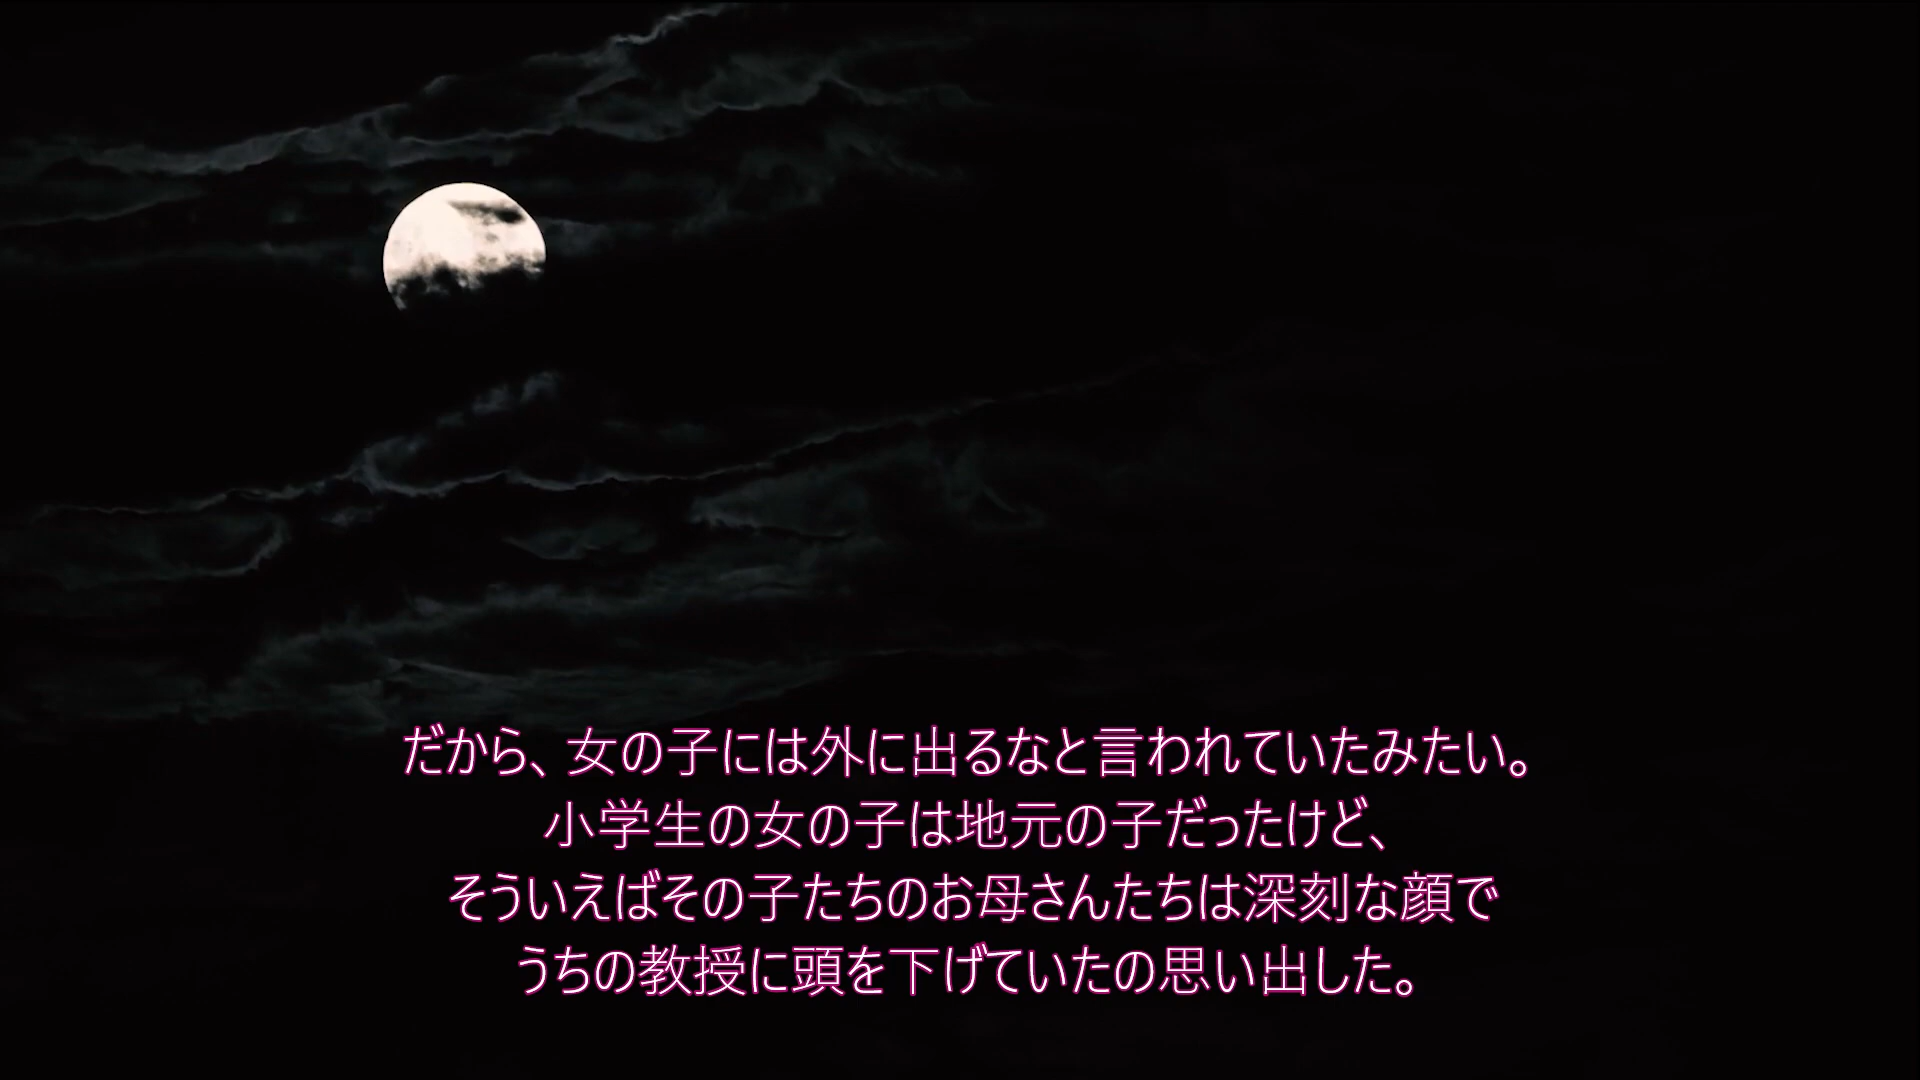 だから、女の子には外に出るなと言われていたみたい。
小学生の女の子は地元の子だったけど、
そういえばその子たちのお母さんたちは深刻な顔で
うちの教授に頭を下げていたの思い出した。